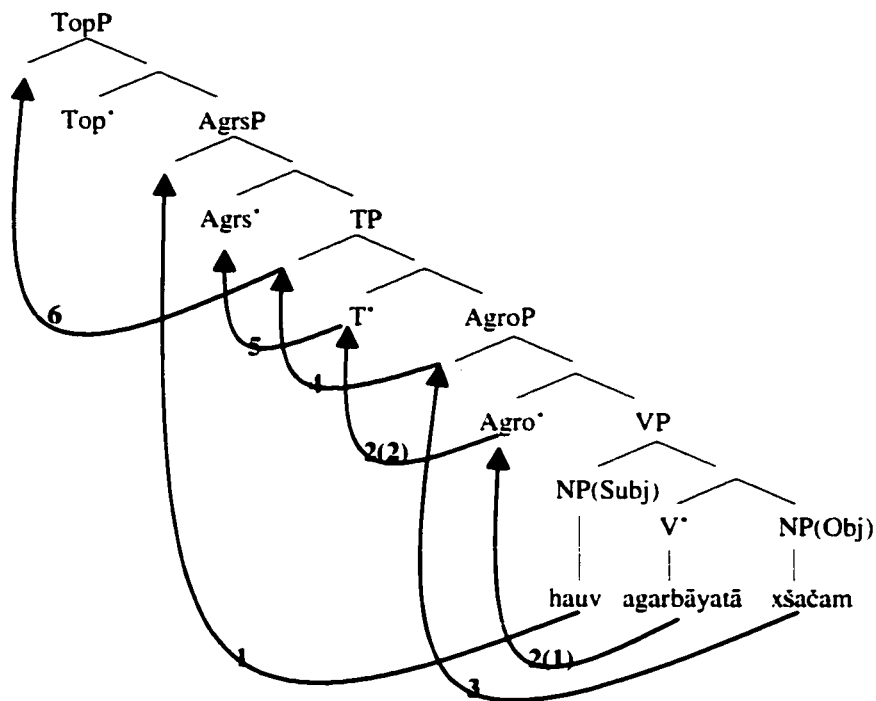 TopP
Top˙ AgrsP
Agrs˙ TP
6 T˙ AgroP
5
4
Agro˙ VP
2(2)
NP(Subj)
V˙ NP(Obj)
hauv agarbāyatā xšačam
1 2(1)
3